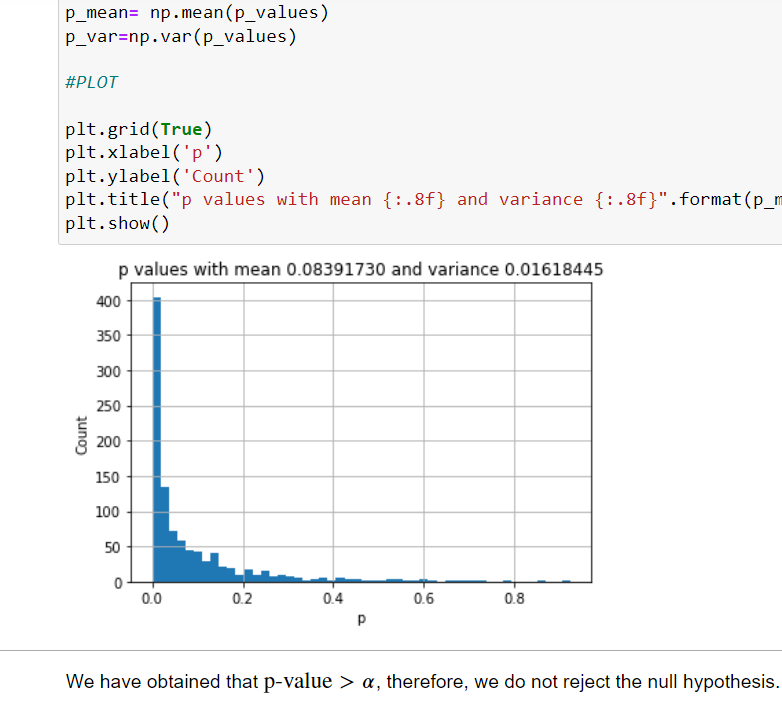 p_mean= np.mean(p_values)
p_var=np.var(p_values)
#PLOT
plt.grid(True)
plt.xlabel('p')
plt.ylabel('Count')
plt.title("p values with mean {:.8f} and variance {:.8f}".format(p_m
plt.show()
p values with mean 0.08391730 and variance 0.01618445
400
350
300
250
200
150
100
50
0
Count
0.0 0.2 0.4 0.6 0.8
p
We have obtained that p-value > α, therefore, we do not reject the null hypothesis.